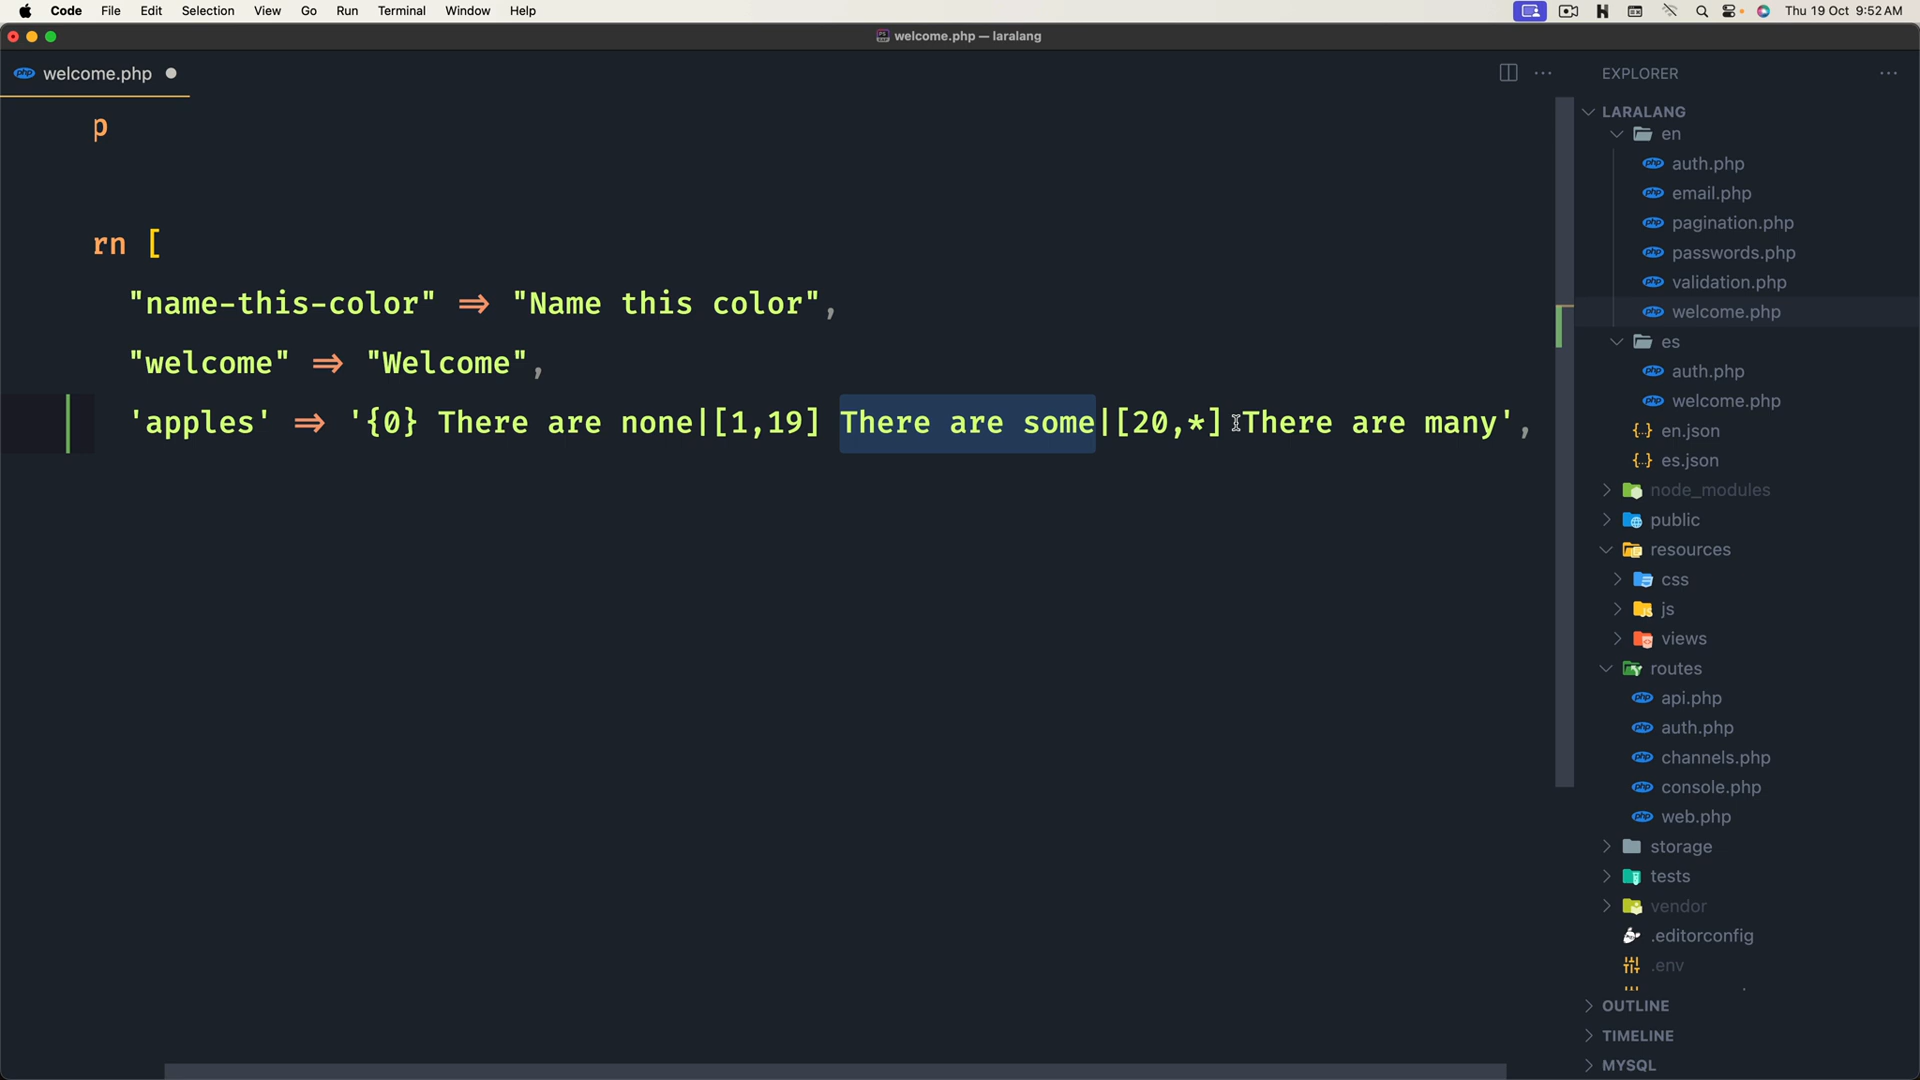 Code File Edit Selection View Go Run Terminal Window Help Thu 19 Oct 9:52 AM
welcome.php — laralang
welcome.php
EXPLORER
p
rn [
"name-this-color" => "Name this color",
"welcome" => "Welcome",
'apples' => '{0} There are none|[1,19] There are some|[20,*] There are many',
LARALANG
en
auth.php
email.php
pagination.php
passwords.php
validation.php
welcome.php
es
auth.php
welcome.php
en.json
es.json
node_modules
public
resources
css
js
views
routes
api.php
auth.php
channels.php
console.php
web.php
storage
tests
vendor
.editorconfig
.env
OUTLINE
TIMELINE
MYSQL